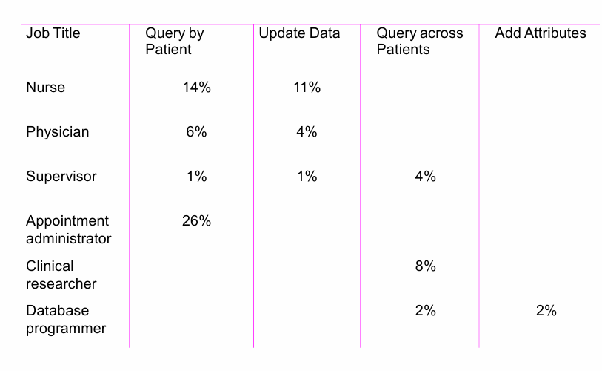 Job Title Query by Patient Update Data Query across Patients Add Attributes
Nurse 14% 11%
Physician 6% 4%
Supervisor 1% 1% 4%
Appointment administrator 26%
Clinical researcher 8%
Database programmer 2% 2%